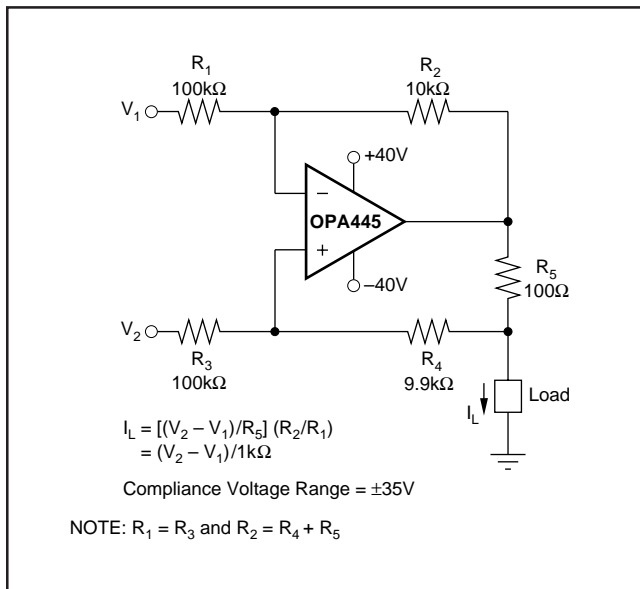 R1
100kΩ
R2
10kΩ
V1
+40V
−
OPA445
+
–40V
R5
100Ω
V2
R3
100kΩ
R4
9.9kΩ
Load
IL
IL = [(V2 – V1)/R5] (R2/R1)
= (V2 – V1)/1kΩ
Compliance Voltage Range = ±35V
NOTE: R1 = R3 and R2 = R4 + R5